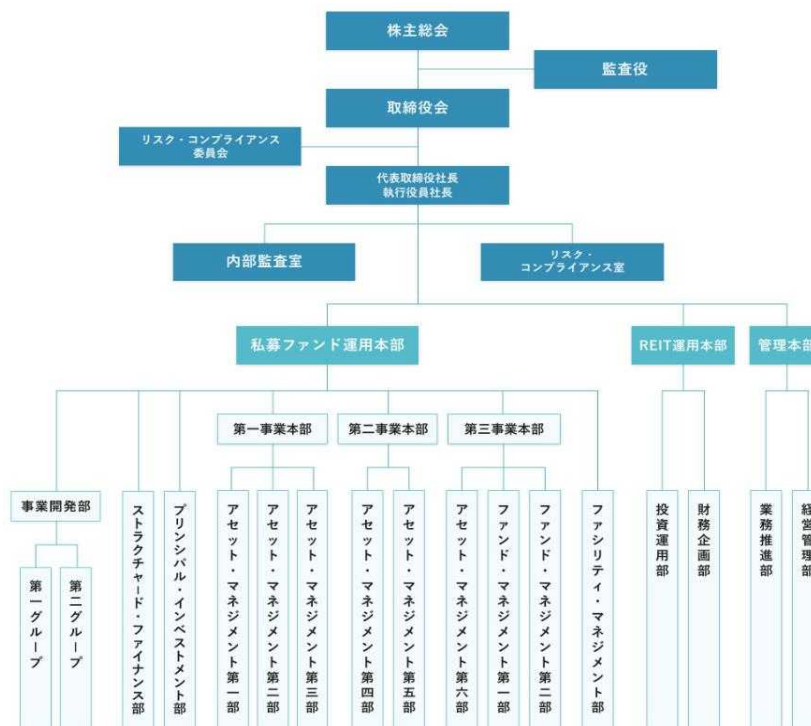 株主総会
監査役
取締役会
リスク・コンプライアンス
委員会
代表取締役社長
執行役員社長
内部監査室
リスク・
コンプライアンス室
私募ファンド運用本部
REIT運用本部
管理本部
第一事業本部
第二事業本部
第三事業本部
事業開発部
第一グループ
第二グループ
ストラクチャード・ファイナンス部
プリンシパル・インベストメント部
アセット・マネジメント第一部
アセット・マネジメント第二部
アセット・マネジメント第三部
アセット・マネジメント第四部
アセット・マネジメント第五部
アセット・マネジメント第六部
ファンド・マネジメント第一部
ファンド・マネジメント第二部
ファシリティ・マネジメント部
投資運用部
財務企画部
業務推進部
経営管理部